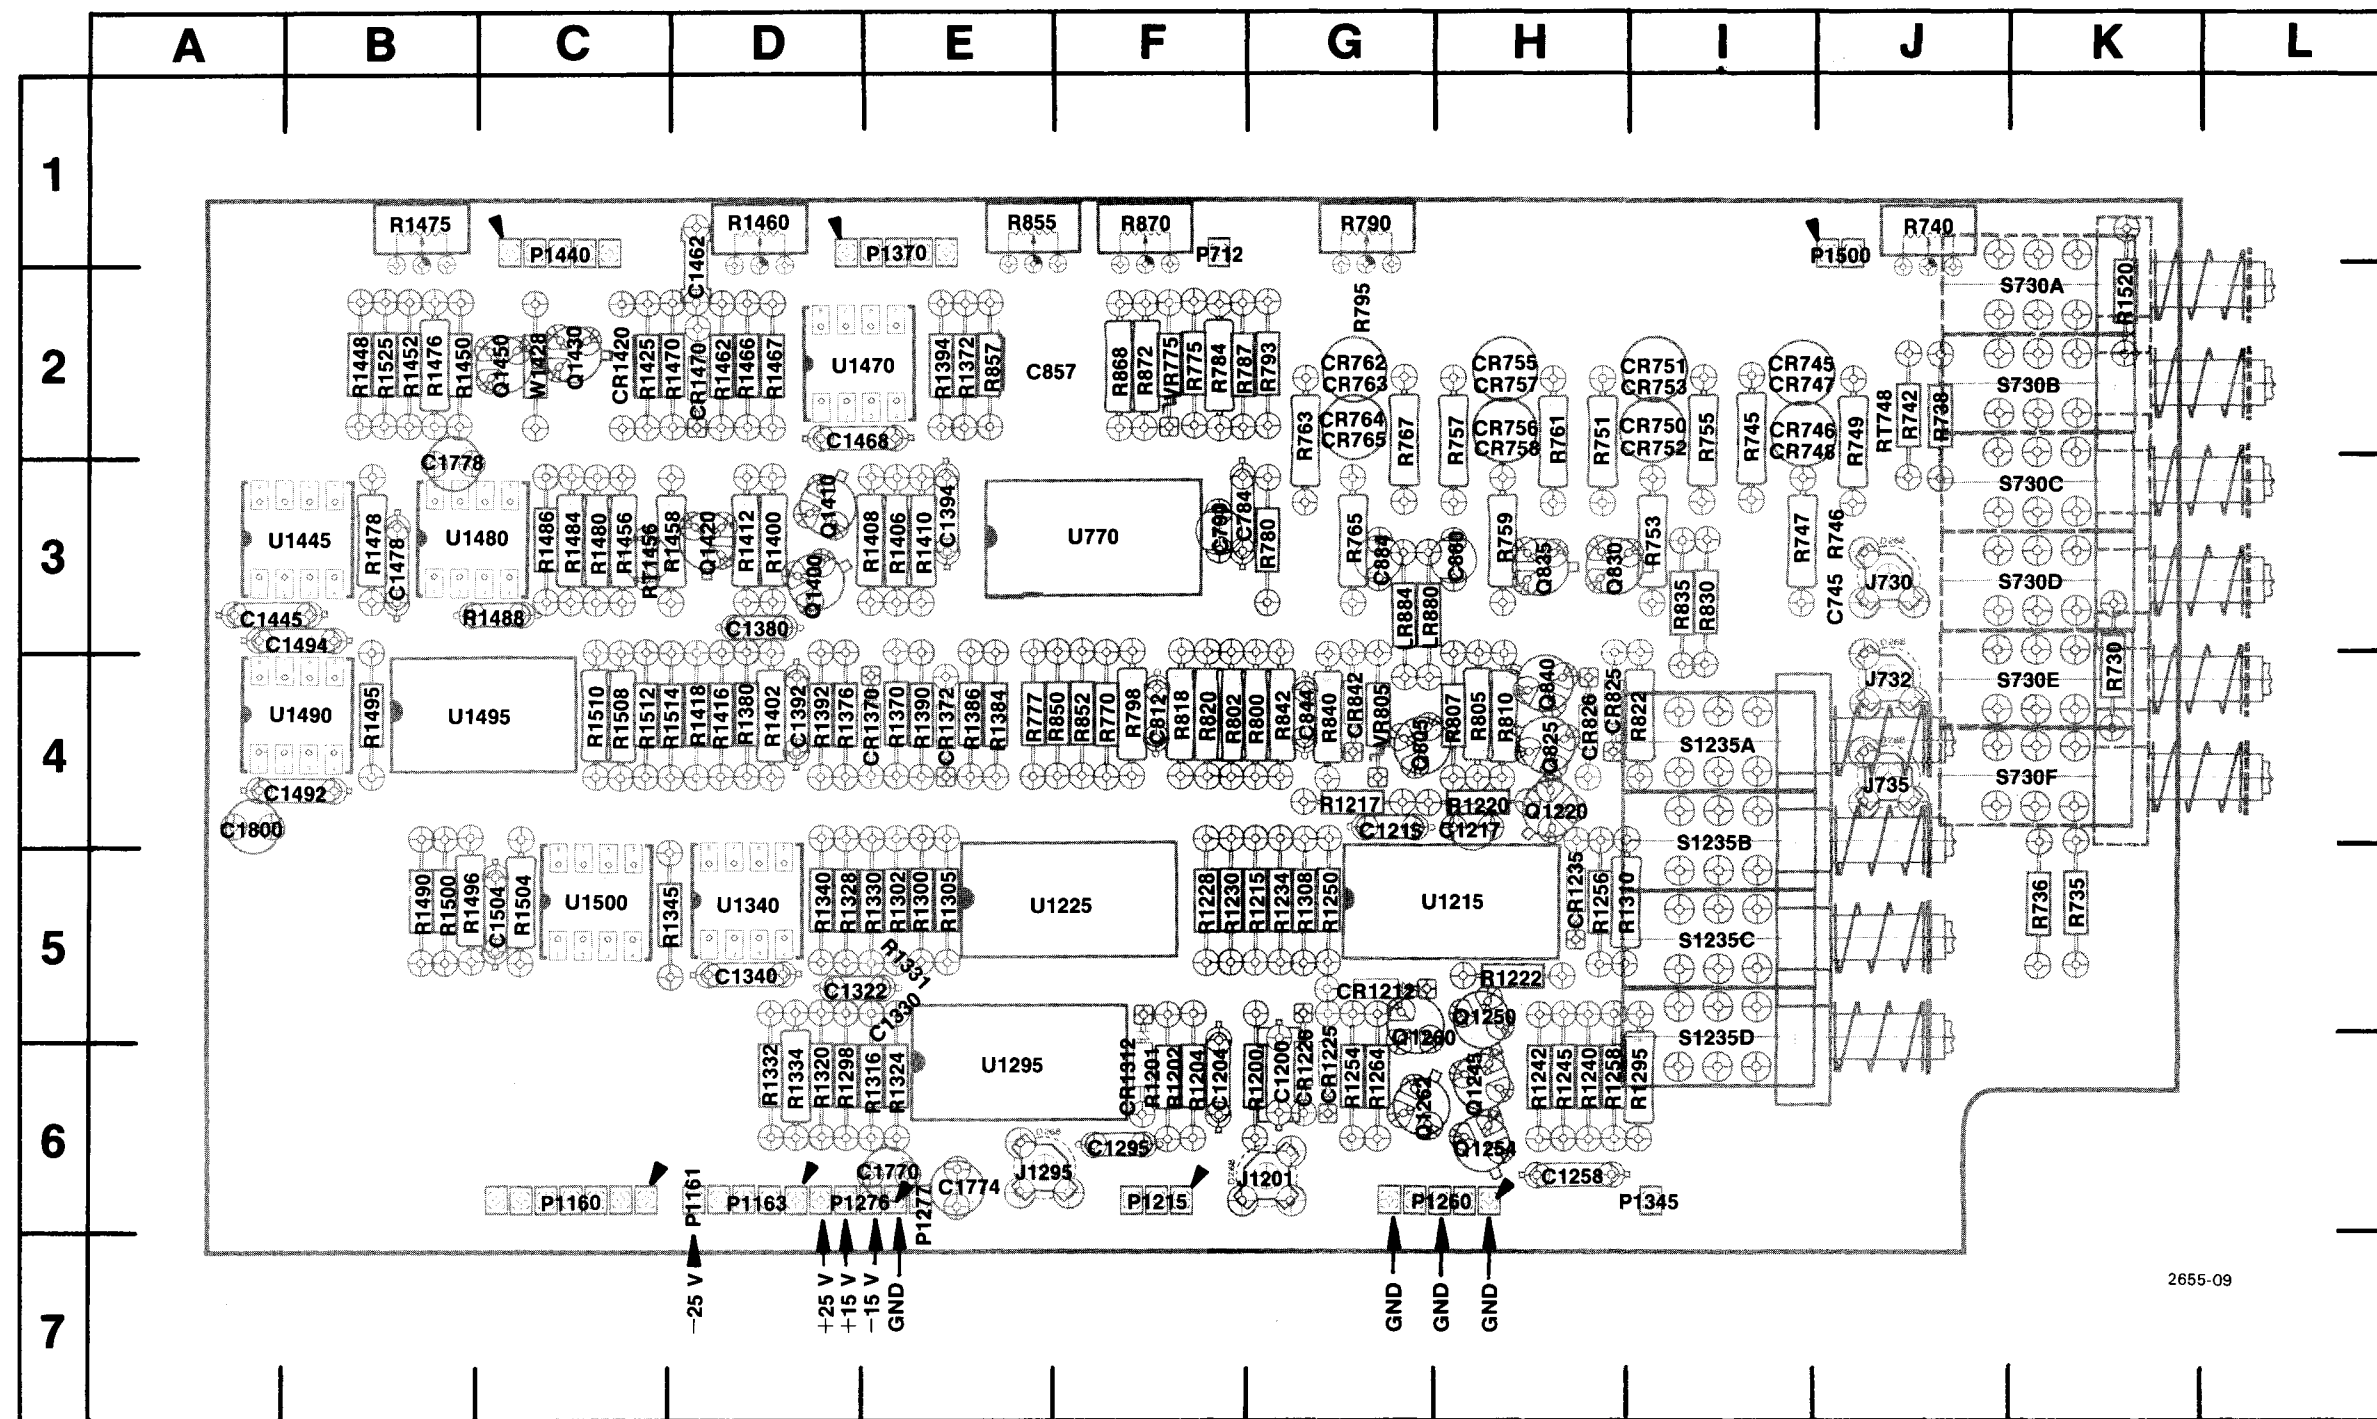 A B C D E F G H I J K L
1
R1475 R1460 R855 R870 R790 R740
P1440 C1462 P1370 P712 P1500
2
R795 S730A R1520
R1448 R1525 R1452 R1476 R1450 Q1450 W1428 Q1430 CR1420 R1425 R1470 CR1470 R1462 R1466 R1467 U1470 R1394 R1372 R857 C857 R868 R872 VR775 R775 R784 R787 R793
CR762 CR755 CR751 CR745
CR763 CR757 CR753 CR747 S730B
CR764 CR756 CR750 CR746
CR765 CR758 CR752 CR748
R763 R767 R757 R761 R751 R755 R745 R749 RT748 R742 R738
C1468
C1778
3
S730C
U1445 R1478 C1478 U1480 R1486 R1484 R1480 R1456 RT1456 R1458 Q1420 R1412 R1400 Q1410 Q1400 R1408 R1406 R1410 C1394 U770 C790 C784 R780 R765 C884 C880 R759 Q835 Q830 R753 R747 R746
LR884 LR880 R835 R830 C745 J730 S730D
C1445 R1488 C1380
C1494
4
U1490 R1495 U1495 R1510 R1508 R1512 R1514 R1418 R1416 R1380 R1402 C1392 R1392 R1376 CR1370 R1370 R1390 CR1372 R1386 R1384 R777 R850 R852 R770 R798 C812 R818 R820 R802 R800 R842 C844 R840 CR842 VR805 Q805 R807 R805 R810 Q840 Q825 CR826 CR825 R822 J732 S730E R730
S1235A
J735 S730F
C1492 R1217 R1220 Q1220
C1800 C1215 C1217
S1235B
5
R1490 R1500 R1496 C1504 R1504 U1500 R1345 U1340 R1340 R1328 R1330 R1302 R1300 R1305 U1225 R1228 R1230 R1215 R1234 R1308 R1250 U1215 CR1235 R1256 R1310 R736 R735
S1235C
C1340 R1331 R1222
C1322 C1330 CR1212
Q1260 Q1250 S1235D
6
R1332 R1334 R1320 R1298 R1316 R1324 U1295 CR1312 R1201 R1202 R1204 C1204 R1200 C1200 CR1226 CR1225 R1254 R1264 Q1262 Q1245 R1242 R1245 R1240 R1258 R1295
C1295 Q1254
C1770 C1774 J1295 J1201 C1258
P1160 P1161 P1163 P1276 P1277 P1215 P1260 P1345
7
−25 V +25 V +15 V −15 V GND GND GND GND
2655-09